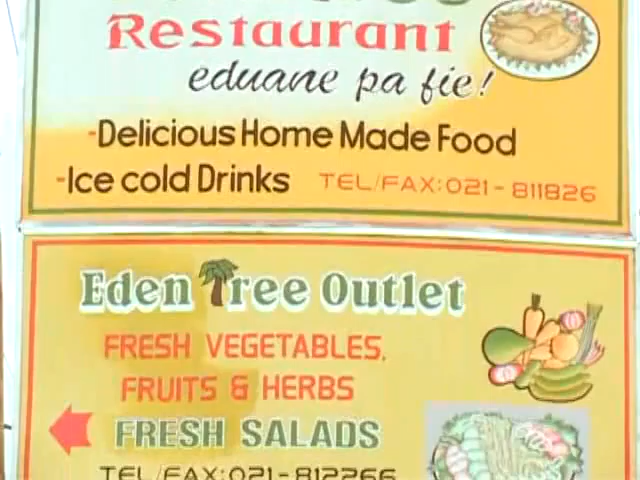 Restaurant
eduane pa fie!
-Delicious Home Made Food
-Ice cold Drinks TEL/FAX:021-811826
Eden Tree Outlet
FRESH VEGETABLES,
FRUITS & HERBS
FRESH SALADS
TEL/FAX:021-812266